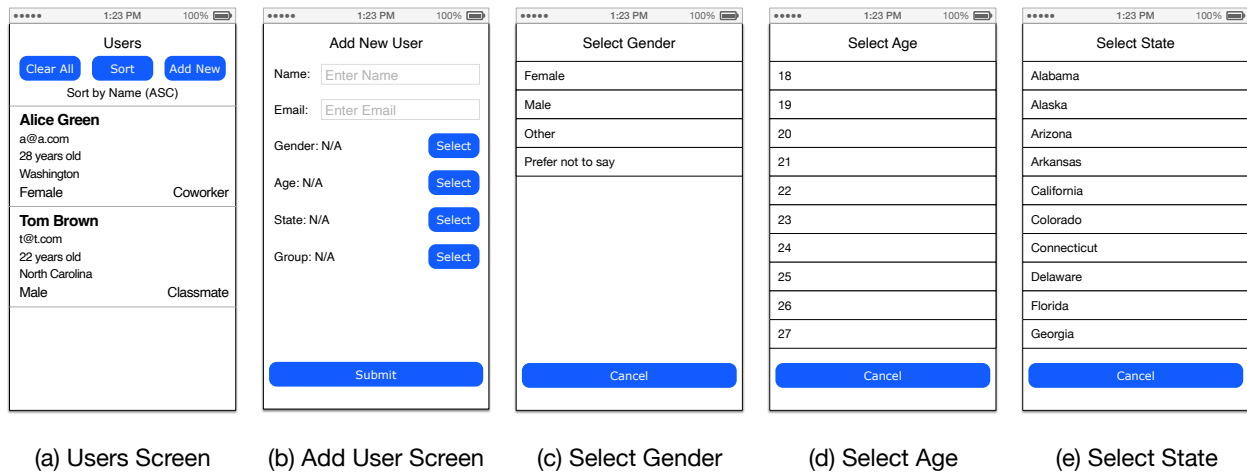 1:23 PM 100%
Users
Clear All Sort Add New
Sort by Name (ASC)
Alice Green
a@a.com
28 years old
Washington
Female Coworker
Tom Brown
t@t.com
22 years old
North Carolina
Male Classmate
(a) Users Screen
1:23 PM 100%
Add New User
Name: Enter Name
Email: Enter Email
Gender: N/A Select
Age: N/A Select
State: N/A Select
Group: N/A Select
Submit
(b) Add User Screen
1:23 PM 100%
Select Gender
Female
Male
Other
Prefer not to say
Cancel
(c) Select Gender
1:23 PM 100%
Select Age
18
19
20
21
22
23
24
25
26
27
Cancel
(d) Select Age
1:23 PM 100%
Select State
Alabama
Alaska
Arizona
Arkansas
California
Colorado
Connecticut
Delaware
Florida
Georgia
Cancel
(e) Select State